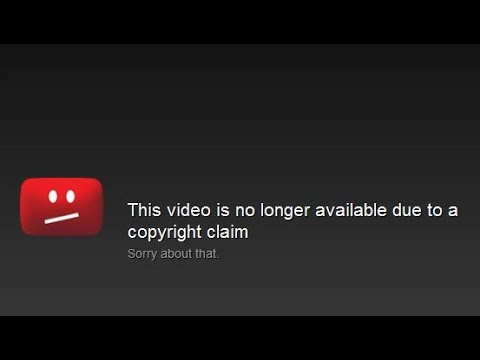 This video is no longer available due to a
copyright claim
Sorry about that.